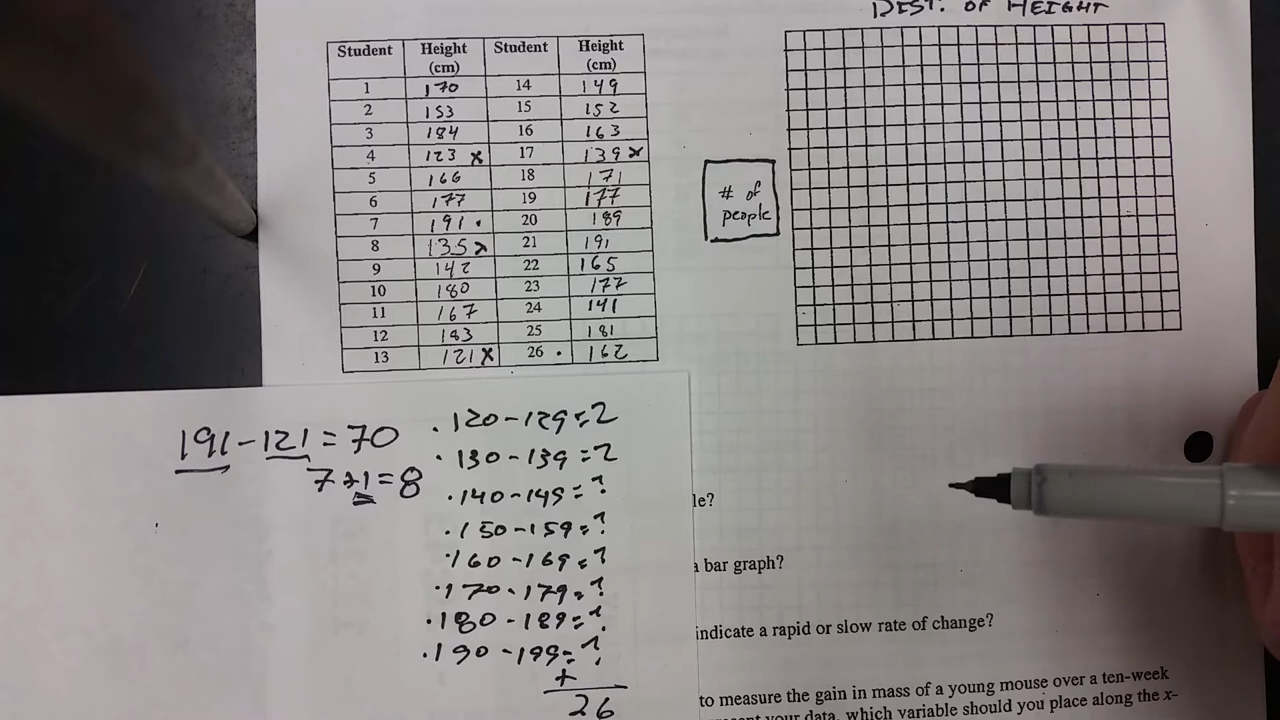 DIST. OF HEIGHT
Student Height (cm) Student Height (cm)
1 170 14 149
2 153 15 152
3 184 16 163
4 123 x 17 139 x
5 166 18 171
6 177 19 177
7 191 . 20 189
8 135 x 21 191
9 142 22 165
10 180 23 177
11 167 24 141
12 183 25 181
13 121 x 26 . 162
# of
people
191-121=70
7+1=8
.120-129=2
.130-139=2
.140-149=?
.150-159=?
.160-169=?
.170-179=?
.180-189=?
.190-199=?
+
26
le?
a bar graph?
indicate a rapid or slow rate of change?
to measure the gain in mass of a young mouse over a ten-week
your data, which variable should you place along the x-